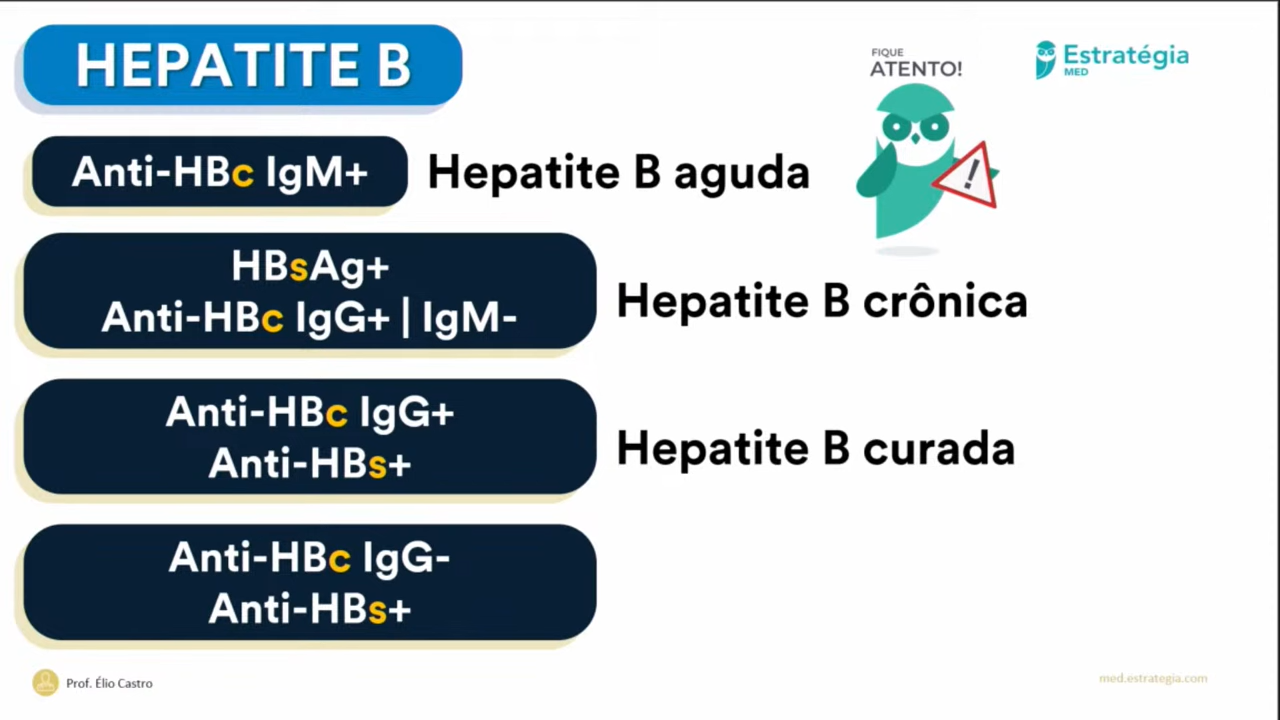 HEPATITE B
FIQUE
ATENTO!
Estratégia
MED
Anti-HBc IgM+
Hepatite B aguda
HBsAg+
Anti-HBc IgG+ | IgM-
Hepatite B crônica
Anti-HBc IgG+
Anti-HBs+
Hepatite B curada
Anti-HBc IgG-
Anti-HBs+
Prof. Élio Castro
med.estrategia.com